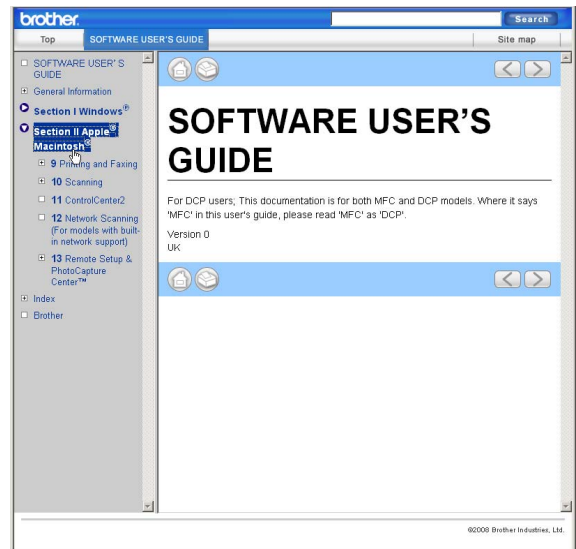 brother.
Search
Top
SOFTWARE USER'S GUIDE
Site map
SOFTWARE USER' S
GUIDE
General Information
Section I Windows®
Section II Apple®
Macintosh®
9 Printing and Faxing
10 Scanning
11 ControlCenter2
12 Network Scanning
(For models with built-
in network support)
13 Remote Setup &
PhotoCapture
Center™
Index
Brother
SOFTWARE USER'S
GUIDE
For DCP users; This documentation is for both MFC and DCP models. Where it says
'MFC' in this user's guide, please read 'MFC' as 'DCP'.
Version 0
UK
©2008 Brother Industries, Ltd.